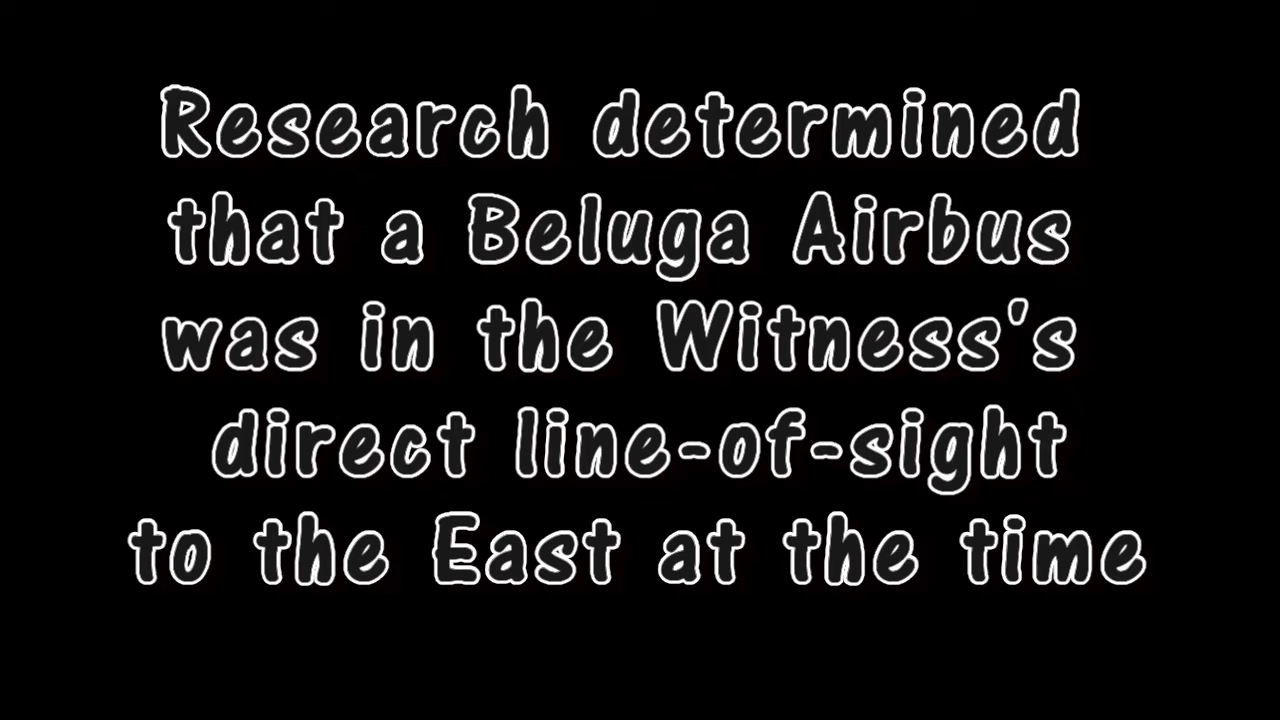 Research determined
that a Beluga Airbus
was in the Witness's
direct line-of-sight
to the East at the time